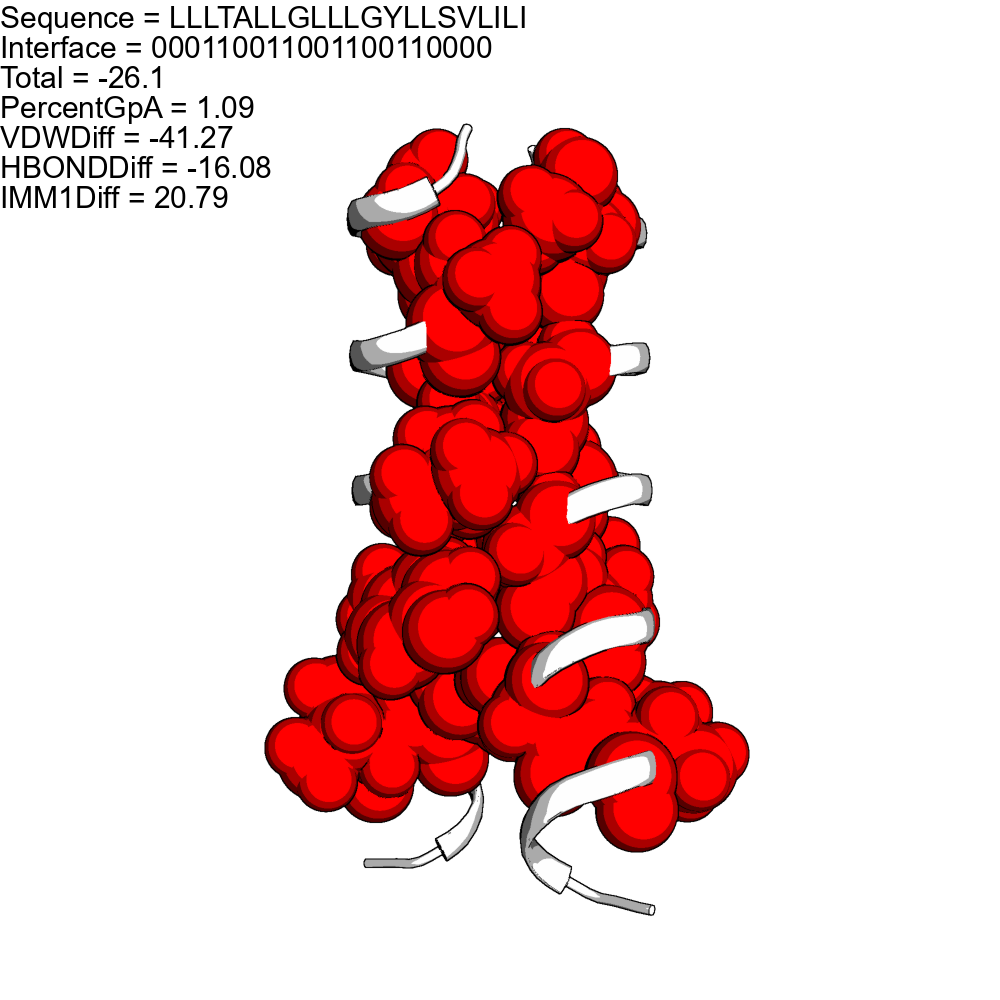 Sequence = LLLTALLGLLLGYLLSVLILI
Interface = 000110011001100110000
Total = -26.1
PercentGpA = 1.09
VDWDiff = -41.27
HBONDDiff = -16.08
IMM1Diff = 20.79